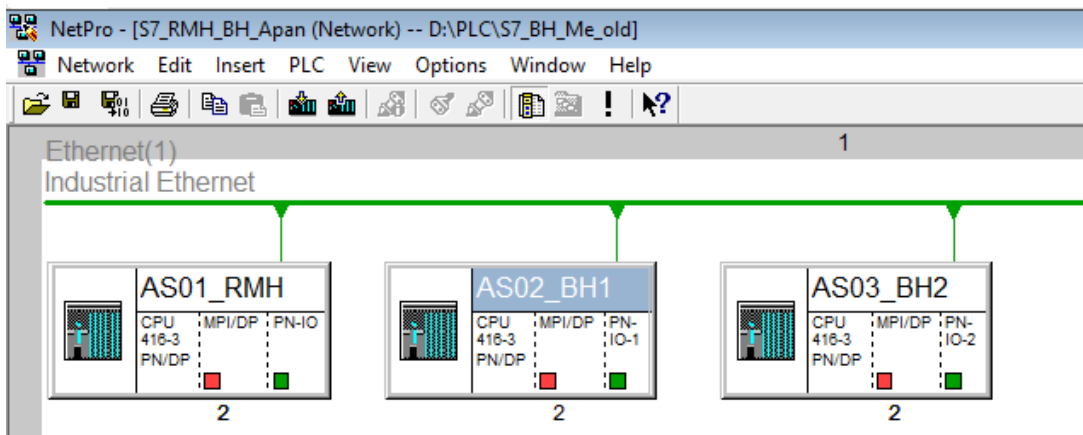 NetPro - [S7_RMH_BH_Apan (Network) -- D:\PLC\S7_BH_Me_old]
Network Edit Insert PLC View Options Window Help
1
Ethernet(1)
Industrial Ethernet
AS01_RMH
CPU 416-3 PN/DP
MPI/DP
PN-IO
2
AS02_BH1
CPU 416-3 PN/DP
MPI/DP
PN-IO-1
2
AS03_BH2
CPU 416-3 PN/DP
MPI/DP
PN-IO-2
2